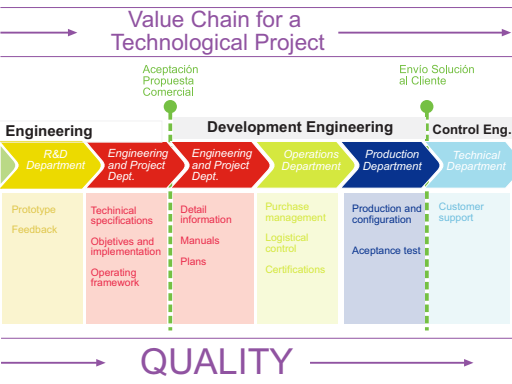 Value Chain for a
Technological Project
Aceptación
Propuesta
Comercial
Envio Solución
al Cliente
Engineering
Development Engineering
Control Eng.
R&D
Department
Engineering
and Project
Dept.
Engineering
and Project
Dept.
Operations
Department
Production
Department
Technical
Department
Prototype
Feedback
Techinical
specifications
Objetives and
implementation
Operating
framework
Detail
information
Manuals
Plans
Purchase
management
Logistical
control
Certifications
Production and
configuration
Aceptance test
Customer
support
QUALITY